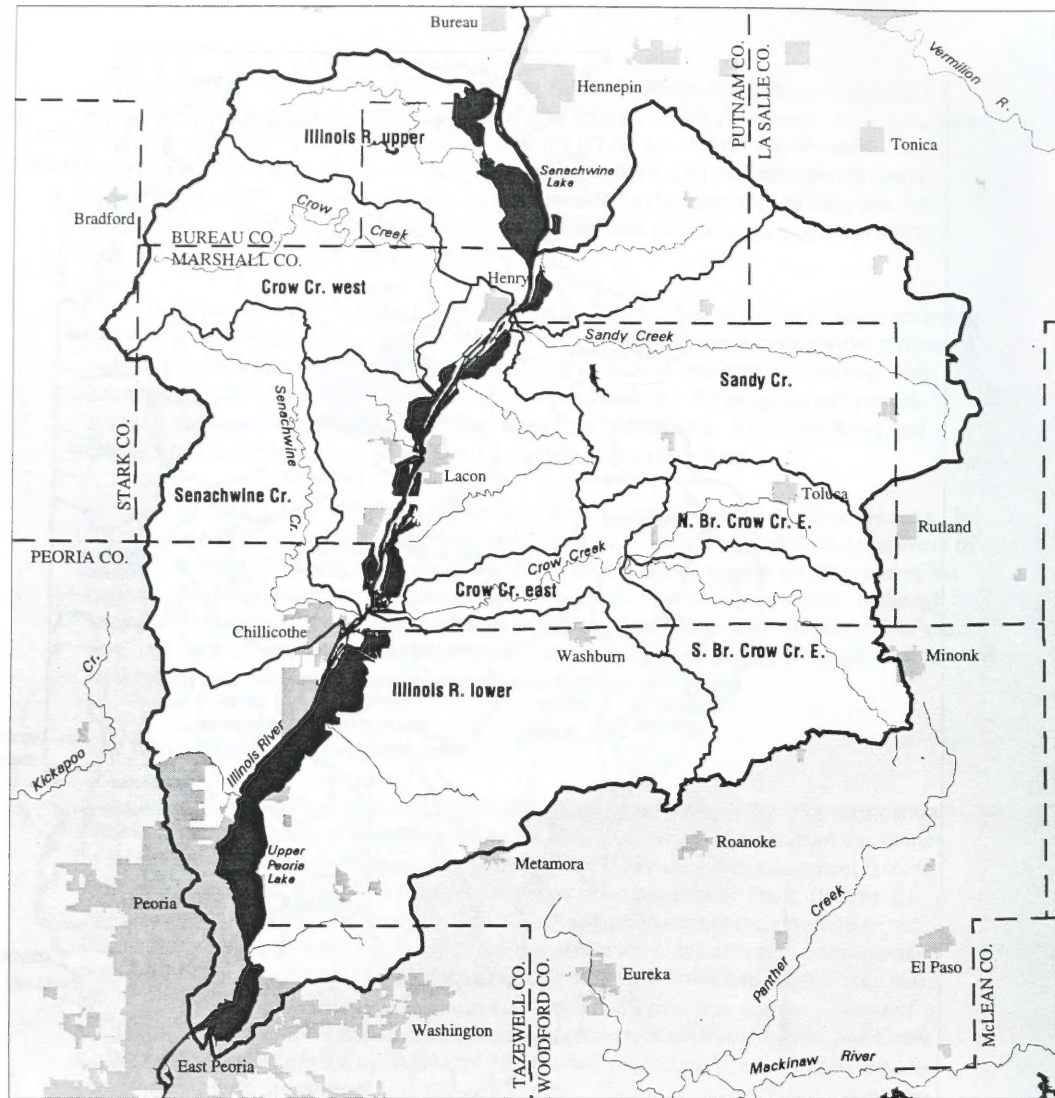 Bureau
Hennepin
Vermilion
R.
PUTNAM CO.
LA SALLE CO.
Tonica
Illinois R. upper
Senachwine
Lake
Bradford
Crow
Creek
BUREAU CO.
MARSHALL CO.
Henry
Crow Cr. west
Sandy Creek
Sandy Cr.
Senachwine
Cr.
STARK CO.
Lacon
Senachwine Cr.
Toluca
N. Br. Crow Cr. E.
Rutland
PEORIA CO.
Crow Creek
Crow Cr. east
Chillicothe
Washburn
S. Br. Crow Cr. E.
Minonk
Illinois R. lower
Kickapoo Cr.
Illinois River
Upper
Peoria
Lake
Metamora
Roanoke
Peoria
Panther Creek
El Paso
Eureka
McLEAN CO.
Washington
TAZEWELL CO.
WOODFORD CO.
East Peoria
Mackinaw River